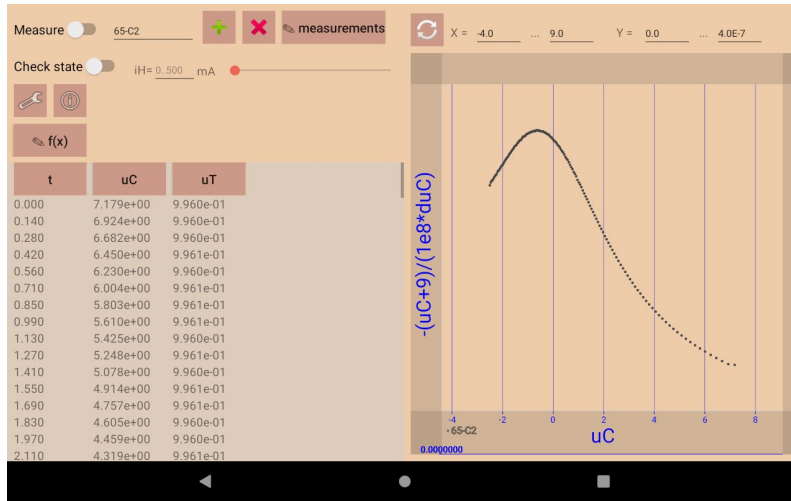 Measure 65-C2 measurements
Check state iH= 0..500 mA
f(x)
t uC uT
0.000 7.179e+00 9.960e-01
0.140 6.924e+00 9.960e-01
0.280 6.682e+00 9.960e-01
0.420 6.450e+00 9.961e-01
0.560 6.230e+00 9.960e-01
0.710 6.004e+00 9.961e-01
0.850 5.803e+00 9.961e-01
0.990 5.610e+00 9.961e-01
1.130 5.425e+00 9.960e-01
1.270 5.248e+00 9.961e-01
1.410 5.078e+00 9.960e-01
1.550 4.914e+00 9.961e-01
1.690 4.757e+00 9.961e-01
1.830 4.605e+00 9.960e-01
1.970 4.459e+00 9.960e-01
2.110 4.319e+00 9.961e-01
X = -4.0 ... 9.0 Y = 0.0 ... 4.0E-7
-(uC+9)/(1e8*duC)
-4 -2 0 2 4 6 8
65-C2
uC
0.0000000